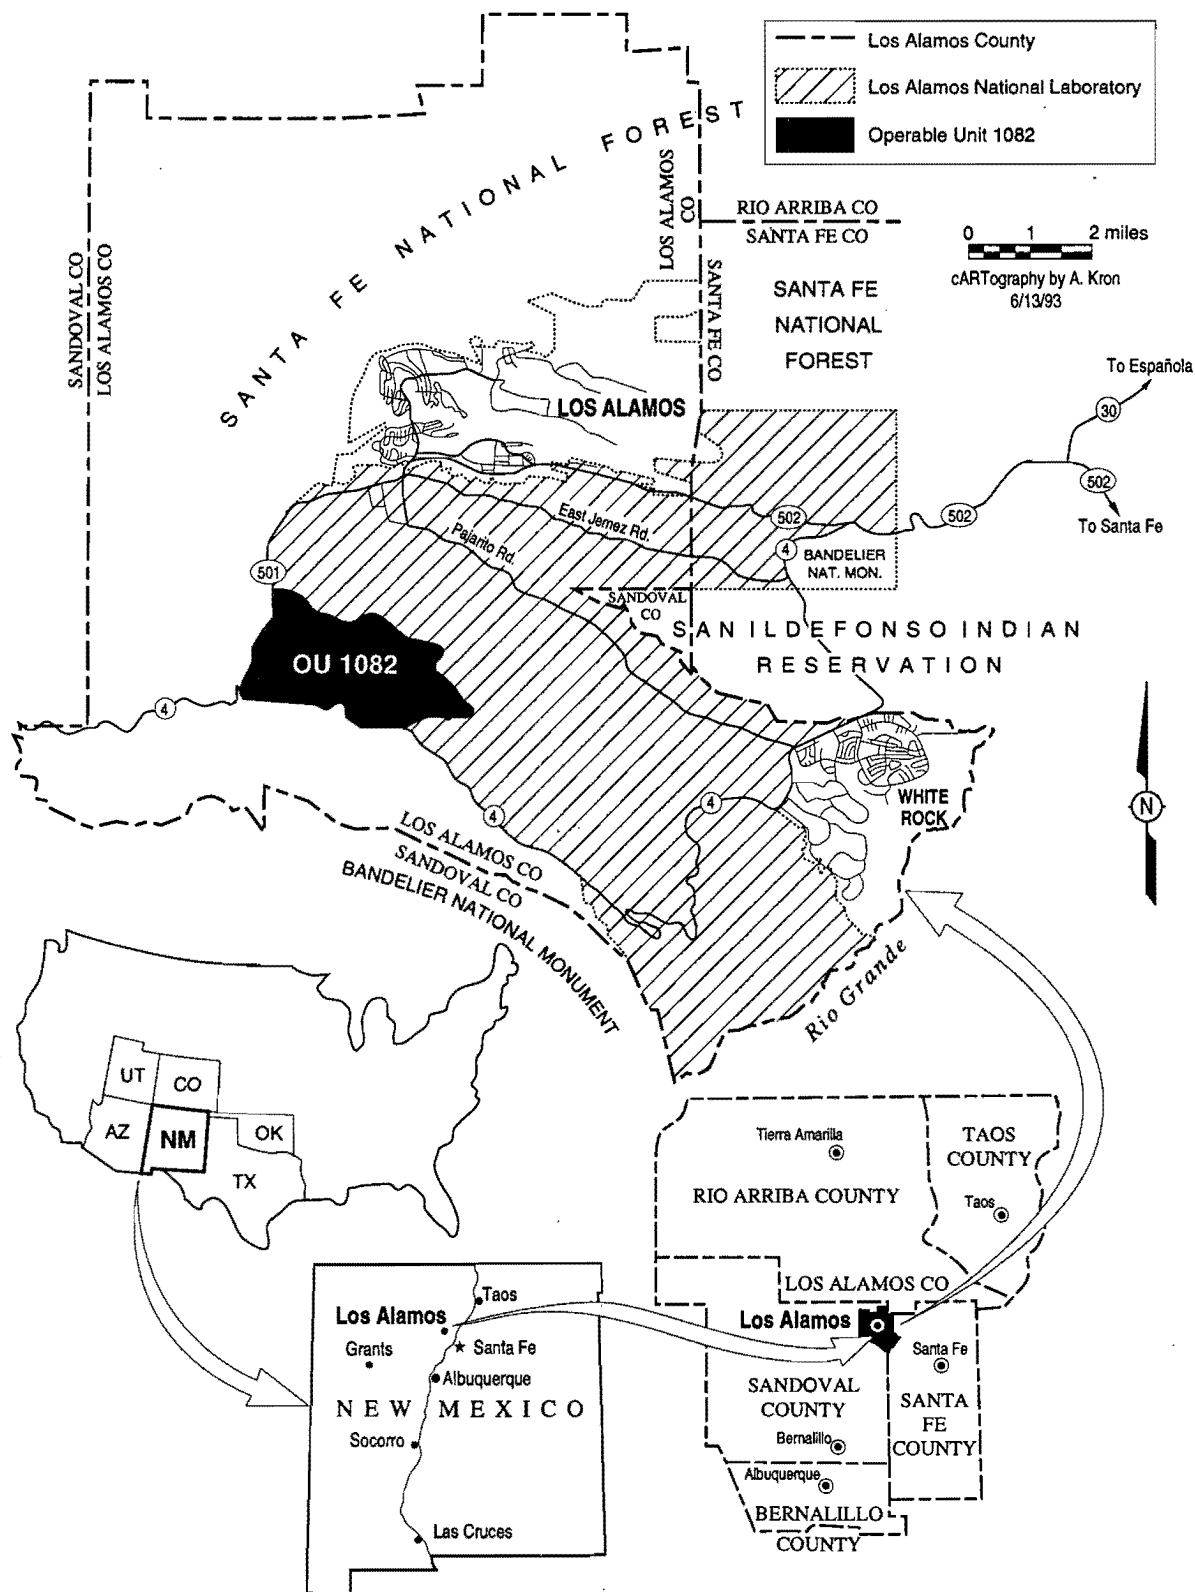 Los Alamos County
Los Alamos National Laboratory
Operable Unit 1082
SANTA FE NATIONAL FOREST
LOS ALAMOS CO
RIO ARRIBA CO
SANTA FE CO
0 1 2 miles
cARTography by A. Kron
6/13/93
SANDOVAL CO
LOS ALAMOS CO
SANTA FE CO
SANTA FE
NATIONAL
FOREST
To Española
30
LOS ALAMOS
502
To Santa Fe
502
502
East Jemez Rd.
Pajarito Rd.
4
BANDELIER
NAT. MON.
501
SANDOVAL
CO
SAN ILDEFONSO INDIAN
RESERVATION
OU 1082
4
N
WHITE
ROCK
4
4
LOS ALAMOS CO
SANDOVAL CO
BANDELIER NATIONAL MONUMENT
Rio Grande
UT
CO
AZ
NM
OK
TX
Tierra Amarilla
TAOS
COUNTY
RIO ARRIBA COUNTY
Taos
LOS ALAMOS CO
Los Alamos
Santa Fe
SANDOVAL
COUNTY
SANTA
FE
COUNTY
Bernalillo
Albuquerque
BERNALILLO
COUNTY
Taos
Los Alamos
Grants
Santa Fe
Albuquerque
NEW MEXICO
Socorro
Las Cruces